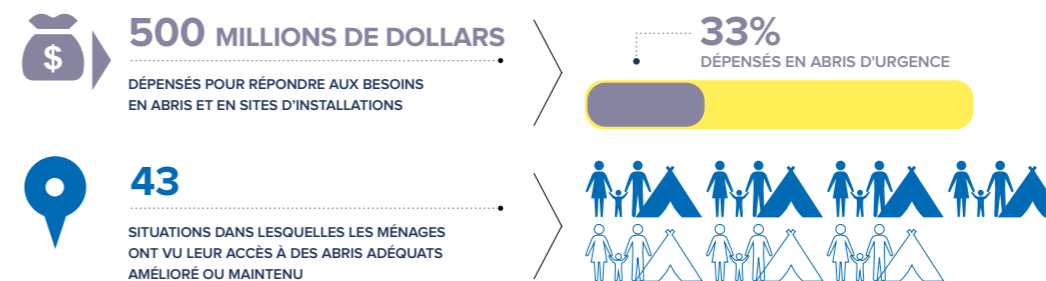 $
500 MILLIONS DE DOLLARS
DÉPENSÉS POUR RÉPONDRE AUX BESOINS
EN ABRIS ET EN SITES D'INSTALLATIONS
33%
DÉPENSÉS EN ABRIS D'URGENCE
43
SITUATIONS DANS LESQUELLES LES MÉNAGES
ONT VU LEUR ACCÈS À DES ABRIS ADÉQUATS
AMÉLIORÉ OU MAINTENU